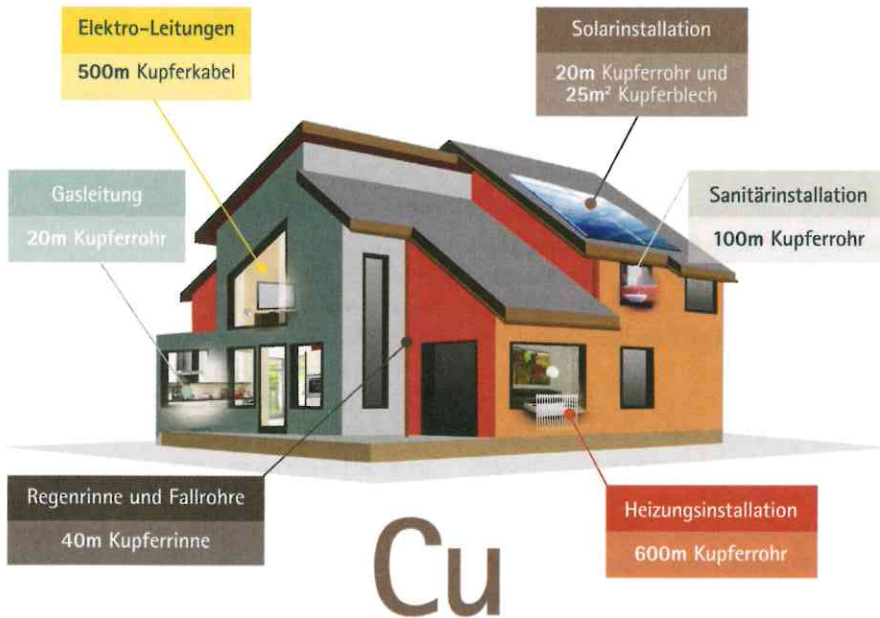 Elektro-Leitungen
500m Kupferkabel
Solarinstallation
20m Kupferrohr und
25m² Kupferblech
Gasleitung
20m Kupferrohr
Sanitärinstallation
100m Kupferrohr
Regenrinne und Fallrohre
40m Kupferrinne
Heizungsinstallation
600m Kupferrohr
Cu